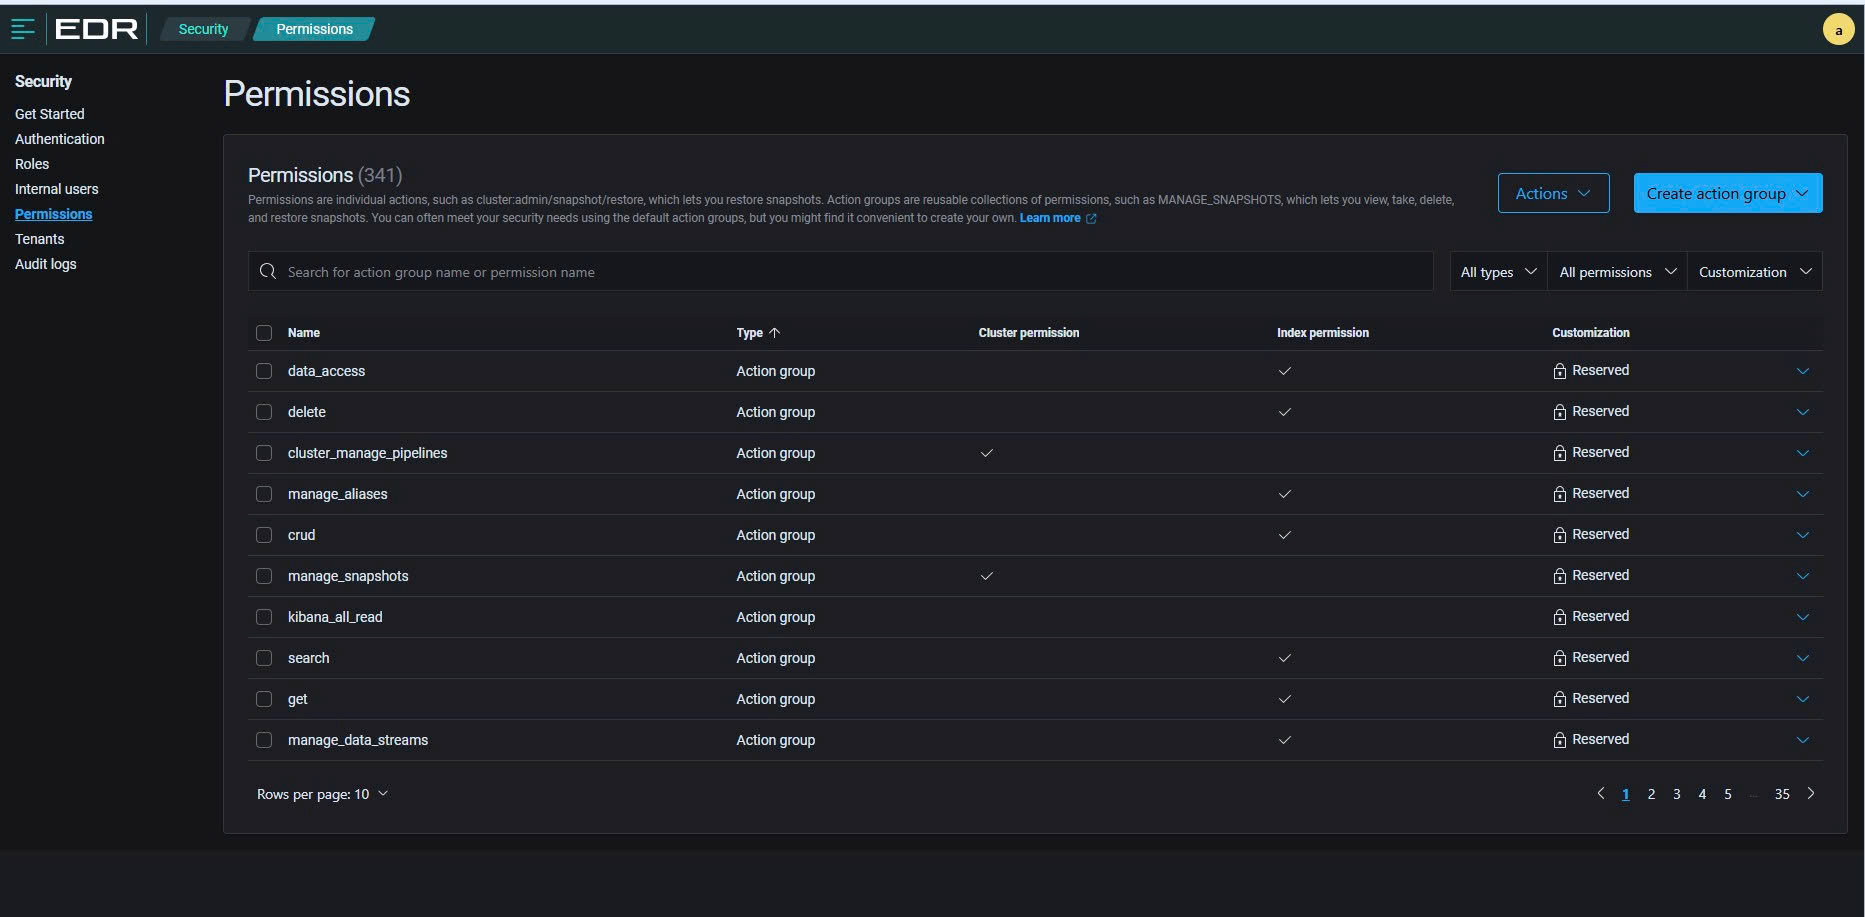 EDR
Security
Permissions
a
Security
Get Started
Authentication
Roles
Internal users
Permissions
Tenants
Audit logs
Permissions
Permissions (341)
Permissions are individual actions, such as cluster:admin/snapshot/restore, which lets you restore snapshots. Action groups are reusable collections of permissions, such as MANAGE_SNAPSHOTS, which lets you view, take, delete,
and restore snapshots. You can often meet your security needs using the default action groups, but you might find it convenient to create your own. Learn more
Actions
Create action group
Search for action group name or permission name
All types
All permissions
Customization
Name Type Cluster permission Index permission Customization
data_access Action group Reserved
delete Action group Reserved
cluster_manage_pipelines Action group Reserved
manage_aliases Action group Reserved
crud Action group Reserved
manage_snapshots Action group Reserved
kibana_all_read Action group Reserved
search Action group Reserved
get Action group Reserved
manage_data_streams Action group Reserved
Rows per page: 10
1 2 3 4 5 ... 35